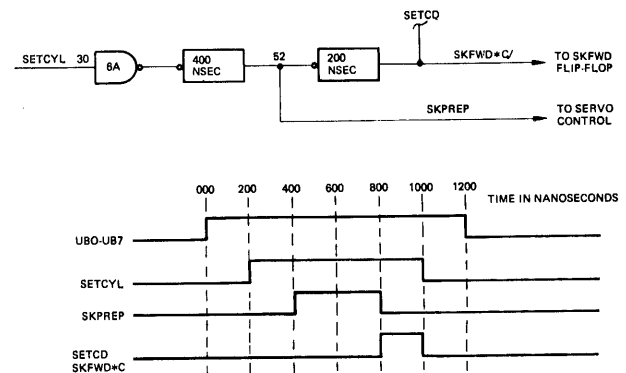 SETCD
SETCYL 30 6A 400 NSEC 52 200 NSEC SKFWD*C/ TO SKFWD FLIP-FLOP
SKPREP TO SERVO CONTROL
000 200 400 600 800 1000 1200 TIME IN NANOSECONDS
UBO-UB7
SETCYL
SKPREP
SETCD
SKFWD*C